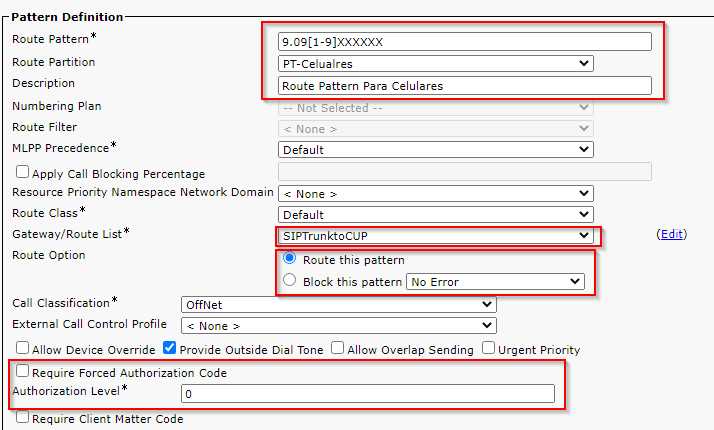 Pattern Definition
Route Pattern* 9.09[1-9]XXXXXX
Route Partition PT-Celualres
Description Route Pattern Para Celulares
Numbering Plan -- Not Selected --
Route Filter < None >
MLPP Precedence* Default
Apply Call Blocking Percentage
Resource Priority Namespace Network Domain < None >
Route Class* Default
Gateway/Route List* SIPTrunktoCUP (Edit)
Route Option Route this pattern
Block this pattern No Error
Call Classification* OffNet
External Call Control Profile < None >
Allow Device Override Provide Outside Dial Tone Allow Overlap Sending Urgent Priority
Require Forced Authorization Code
Authorization Level* 0
Require Client Matter Code